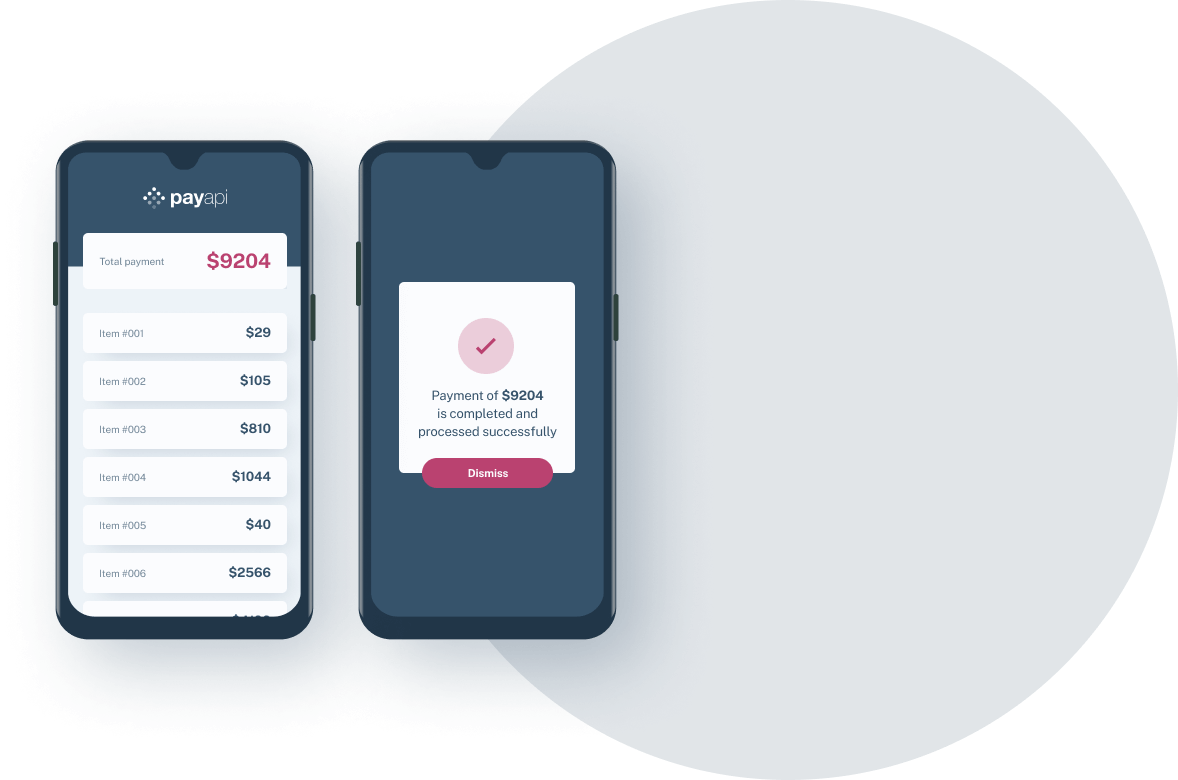 payapi
Total payment $9204
Item #001 $29
Item #002 $105
Item #003 $810
Item #004 $1044
Item #005 $40
Item #006 $2566
Payment of $9204
is completed and
processed successfully
Dismiss